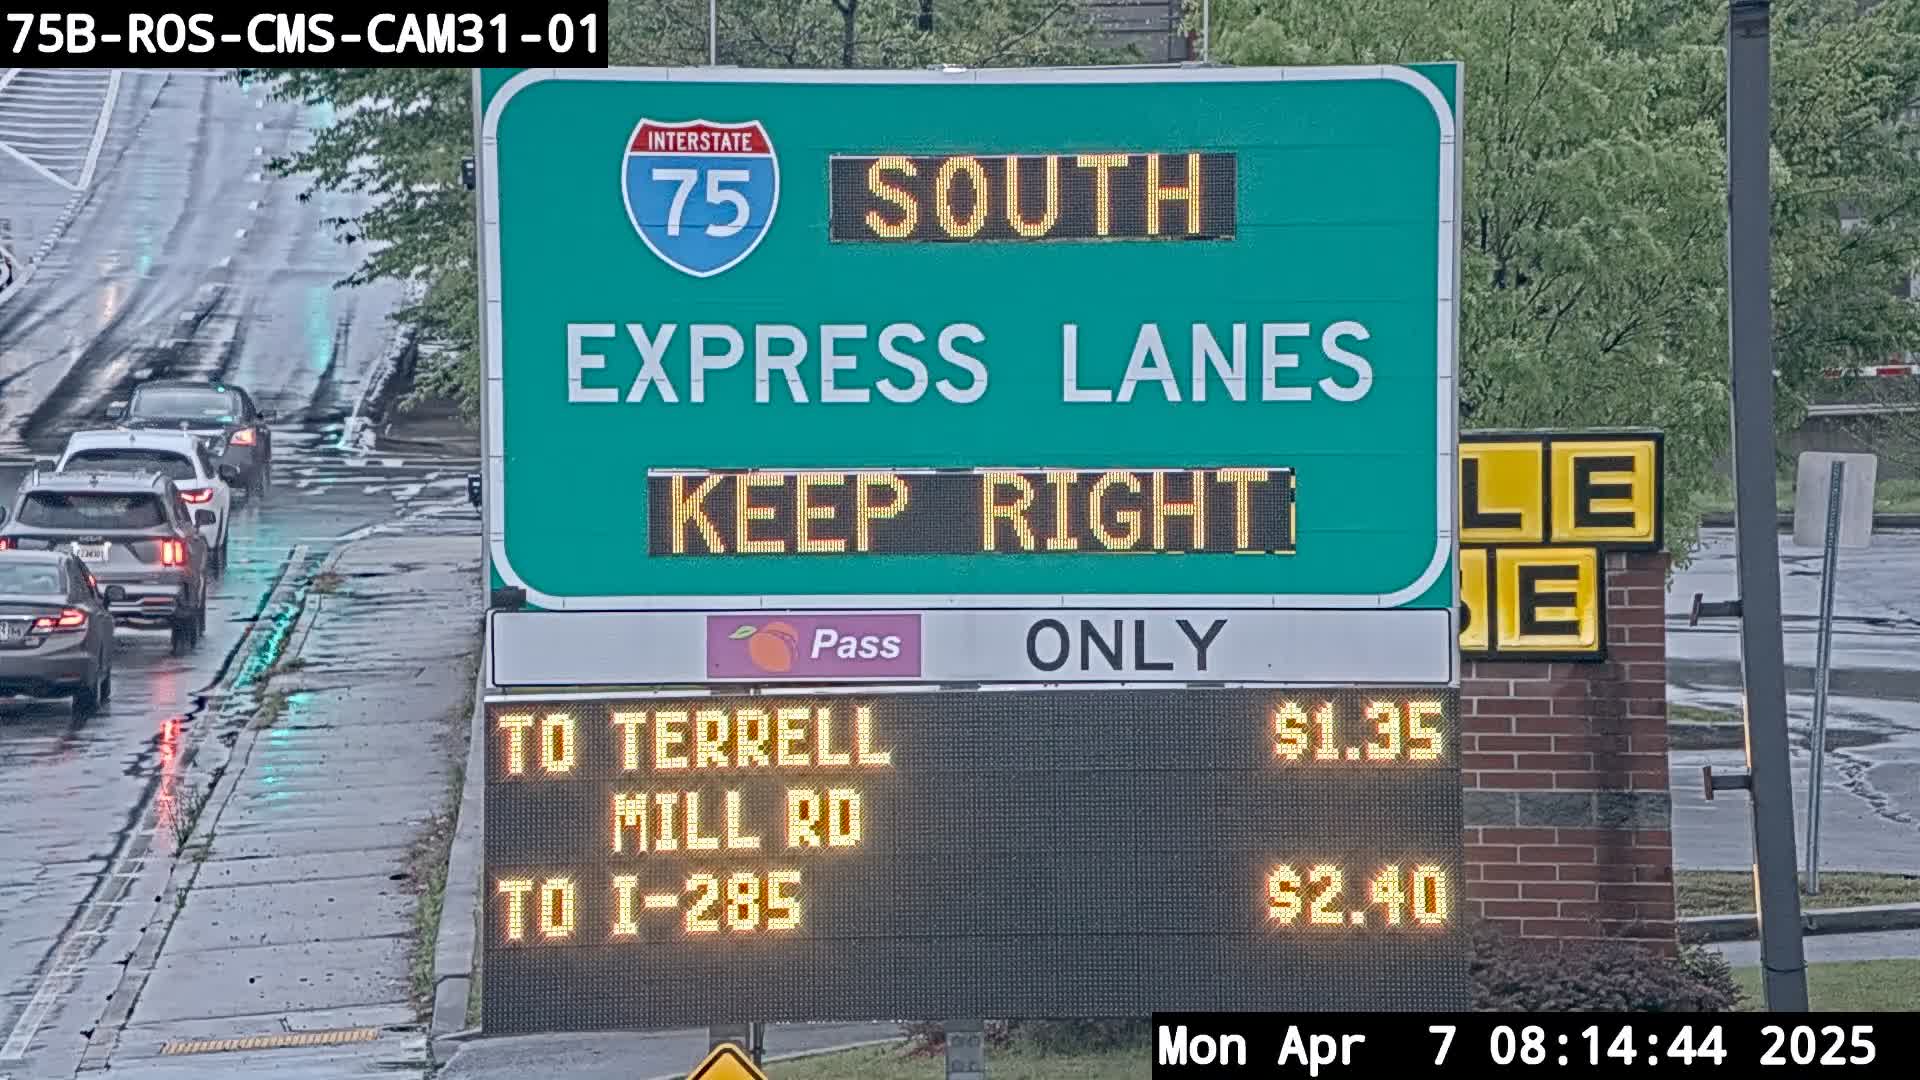 75B-ROS-CMS-CAM31-01
INTERSTATE
75
SOUTH
EXPRESS LANES
KEEP RIGHT
Pass ONLY
TO TERRELL $1.35
MILL RD
TO I-285 $2.40
LE
E
Mon Apr 7 08:14:44 2025